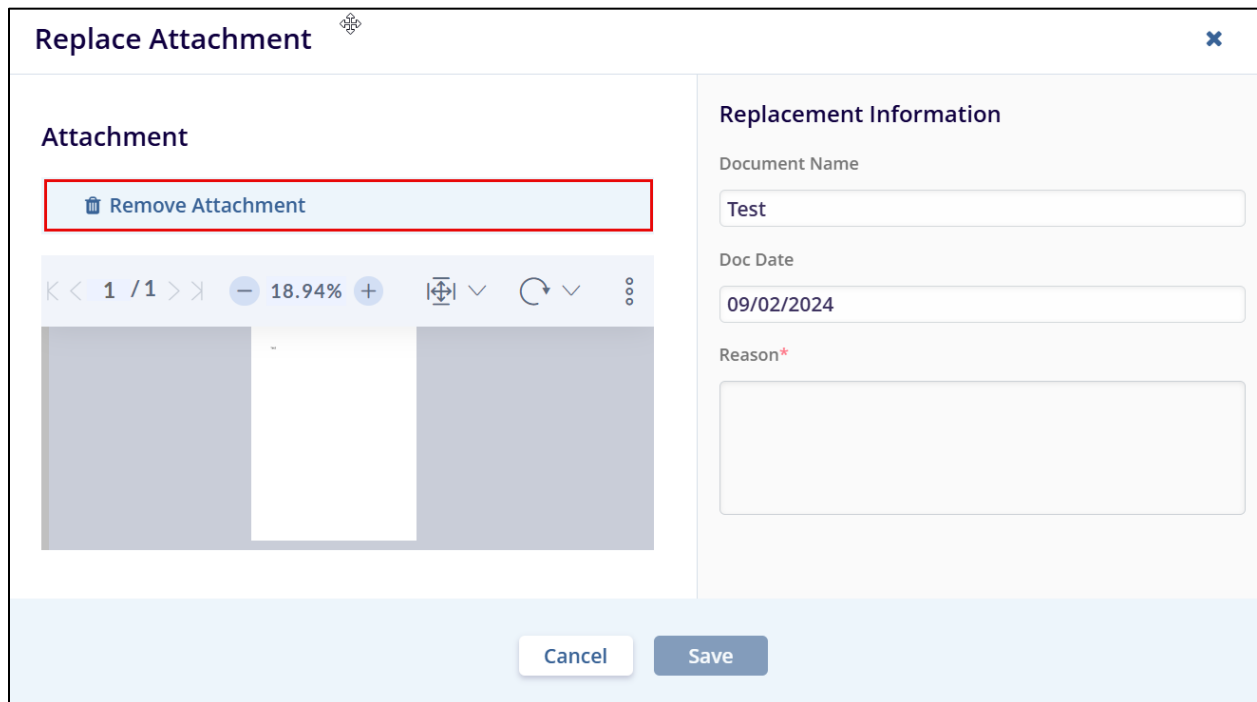 Replace Attachment
Attachment
Remove Attachment
1 / 1
18.94%
Replacement Information
Document Name
Test
Doc Date
09/02/2024
Reason*
Cancel
Save